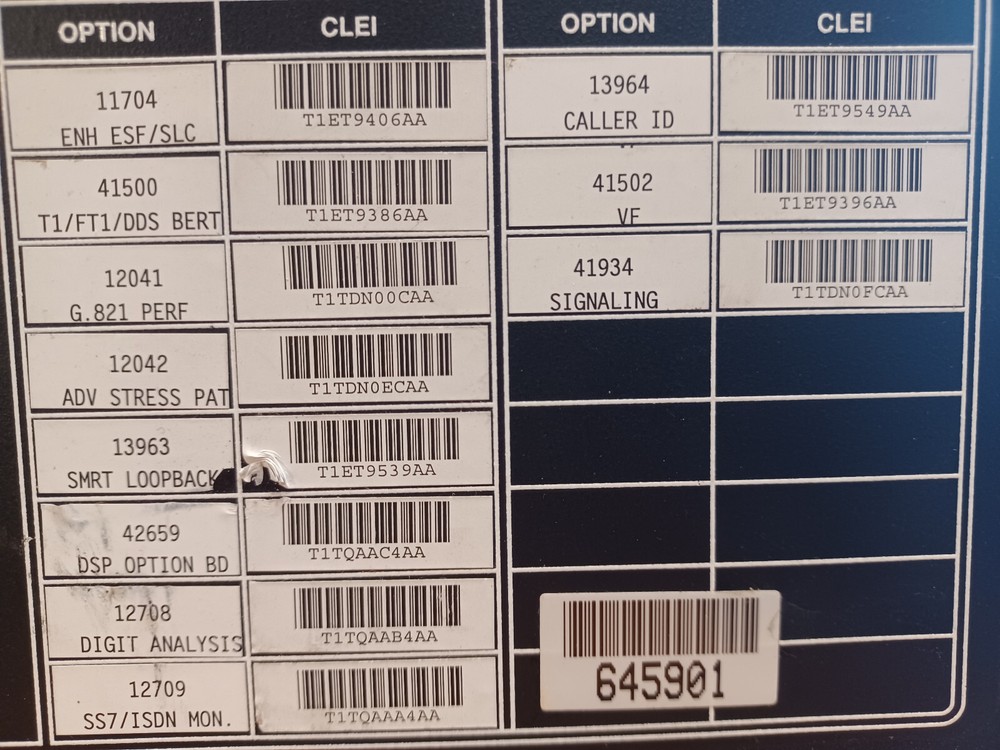 OPTION CLEI
11704
ENH ESF/SLC
T1ET9406AA
41500
T1/FT1/DDS BERT
T1ET9386AA
12041
G.821 PERF
T1TDN00CAA
12042
ADV STRESS PAT
T1TDN0ECAA
13963
SMRT LOOPBACK
T1ET9539AA
42659
DSP OPTION BD
T1TQAAC4AA
12708
DIGIT ANALYSIS
T1TQAAB4AA
12709
SS7/ISDN MON.
T1TQAAA4AA
OPTION CLEI
13964
CALLER ID
T1ET9549AA
41502
VF
T1ET9396AA
41934
SIGNALING
T1TDN0FCAA
645901